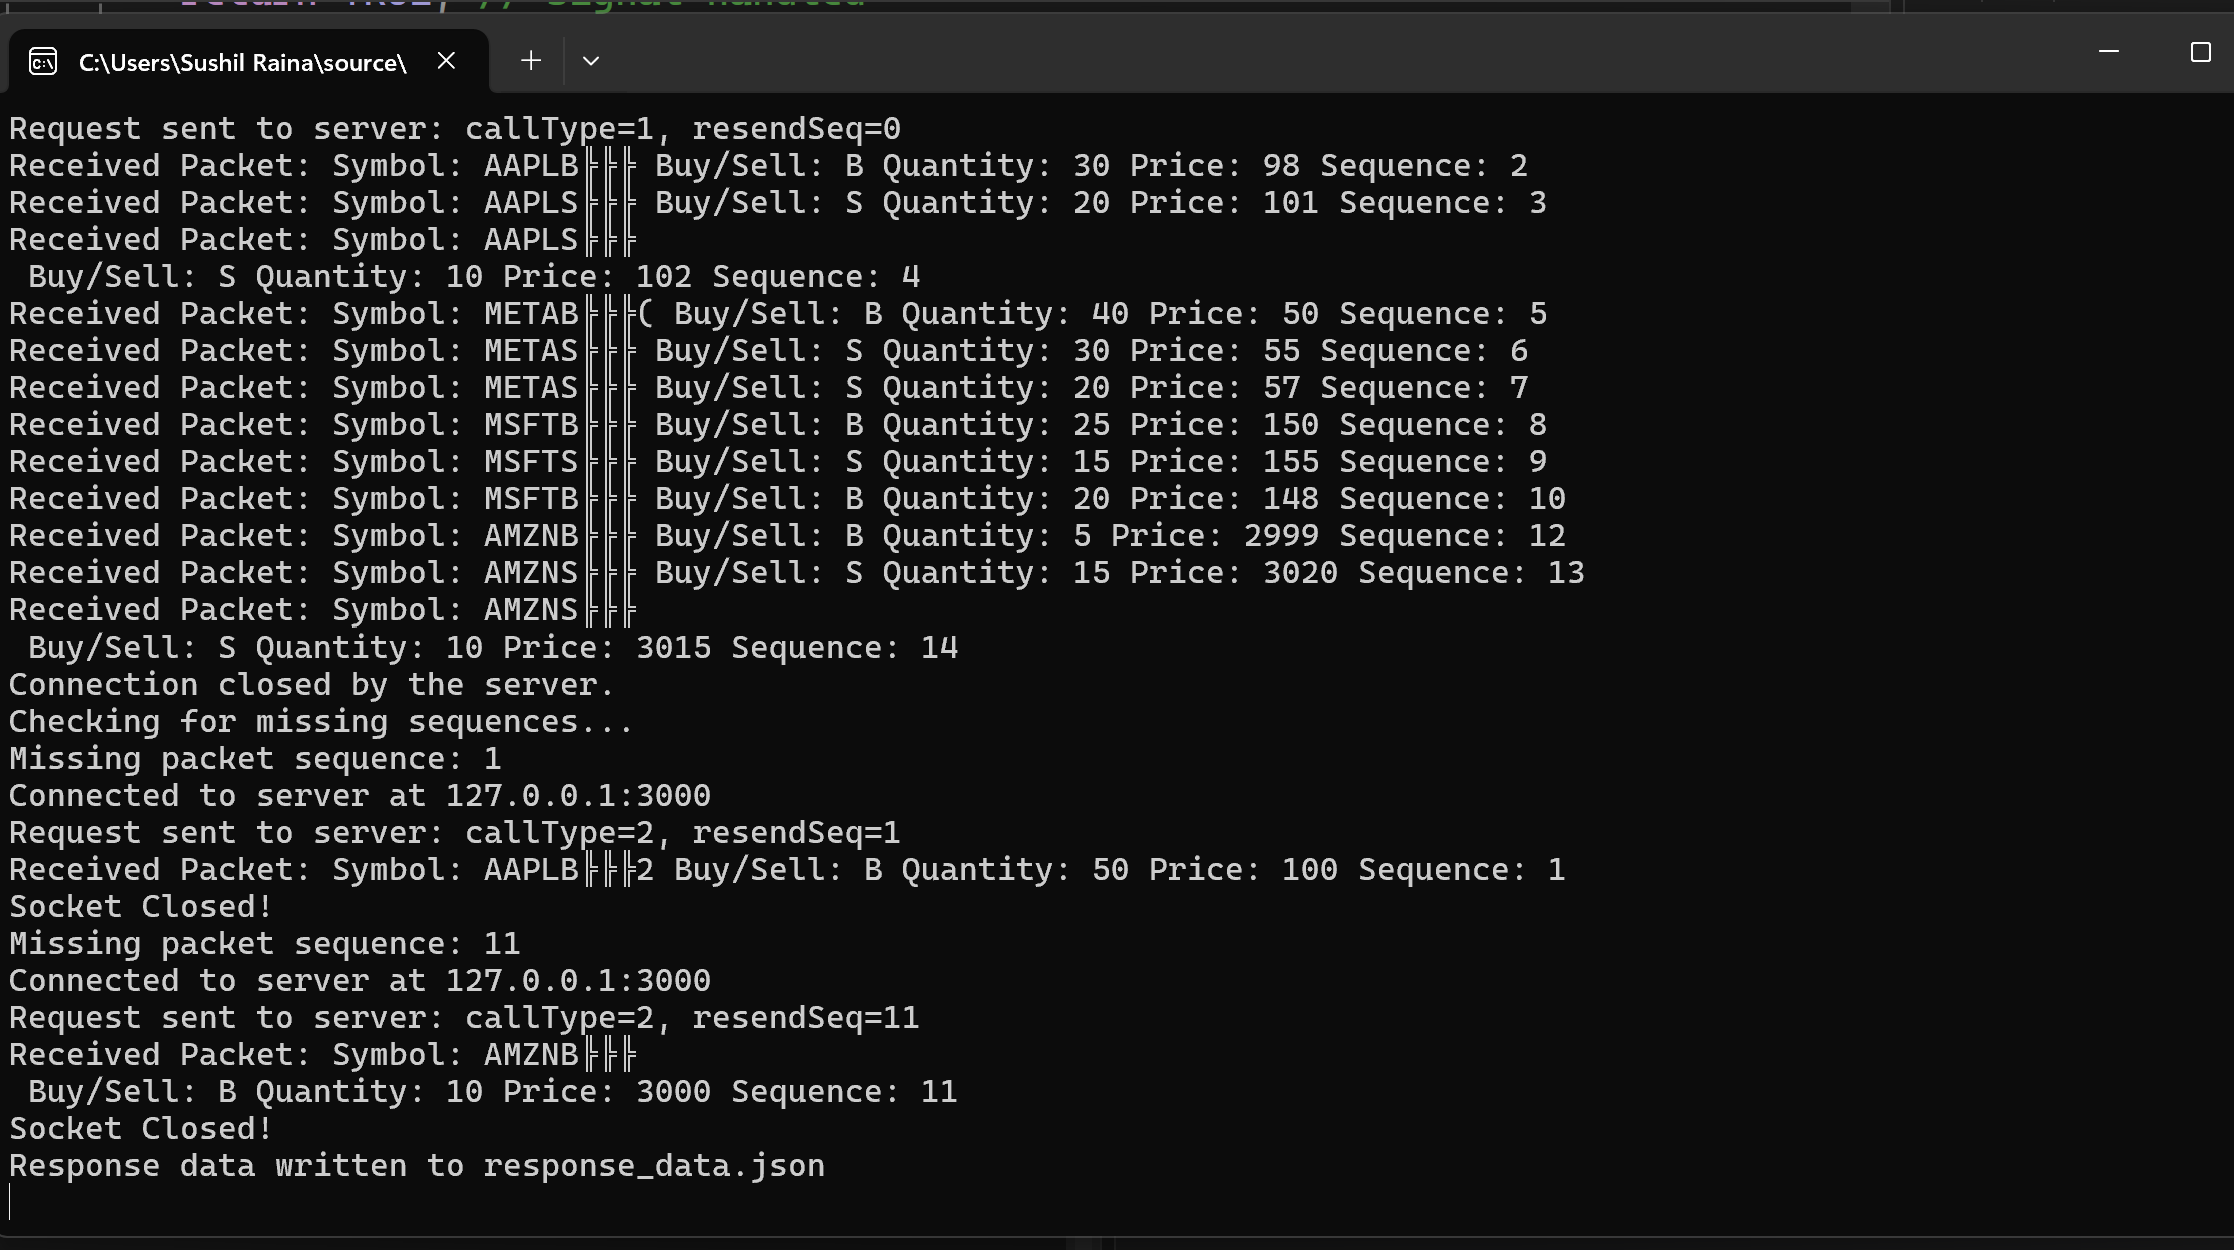 C:\Users\Sushil Raina\source\
Request sent to server: callType=1, resendSeq=0
Received Packet: Symbol: AAPLB╠╠╠ Buy/Sell: B Quantity: 30 Price: 98 Sequence: 2
Received Packet: Symbol: AAPLS╠╠╠ Buy/Sell: S Quantity: 20 Price: 101 Sequence: 3
Received Packet: Symbol: AAPLS╠╠╠
 Buy/Sell: S Quantity: 10 Price: 102 Sequence: 4
Received Packet: Symbol: METAB╠╠╠( Buy/Sell: B Quantity: 40 Price: 50 Sequence: 5
Received Packet: Symbol: METAS╠╠╠ Buy/Sell: S Quantity: 30 Price: 55 Sequence: 6
Received Packet: Symbol: METAS╠╠╠ Buy/Sell: S Quantity: 20 Price: 57 Sequence: 7
Received Packet: Symbol: MSFTB╠╠╠ Buy/Sell: B Quantity: 25 Price: 150 Sequence: 8
Received Packet: Symbol: MSFTS╠╠╠ Buy/Sell: S Quantity: 15 Price: 155 Sequence: 9
Received Packet: Symbol: MSFTB╠╠╠ Buy/Sell: B Quantity: 20 Price: 148 Sequence: 10
Received Packet: Symbol: AMZNB╠╠╠ Buy/Sell: B Quantity: 5 Price: 2999 Sequence: 12
Received Packet: Symbol: AMZNS╠╠╠ Buy/Sell: S Quantity: 15 Price: 3020 Sequence: 13
Received Packet: Symbol: AMZNS╠╠╠
 Buy/Sell: S Quantity: 10 Price: 3015 Sequence: 14
Connection closed by the server.
Checking for missing sequences...
Missing packet sequence: 1
Connected to server at 127.0.0.1:3000
Request sent to server: callType=2, resendSeq=1
Received Packet: Symbol: AAPLB╠╠╠2 Buy/Sell: B Quantity: 50 Price: 100 Sequence: 1
Socket Closed!
Missing packet sequence: 11
Connected to server at 127.0.0.1:3000
Request sent to server: callType=2, resendSeq=11
Received Packet: Symbol: AMZNB╠╠╠
 Buy/Sell: B Quantity: 10 Price: 3000 Sequence: 11
Socket Closed!
Response data written to response_data.json